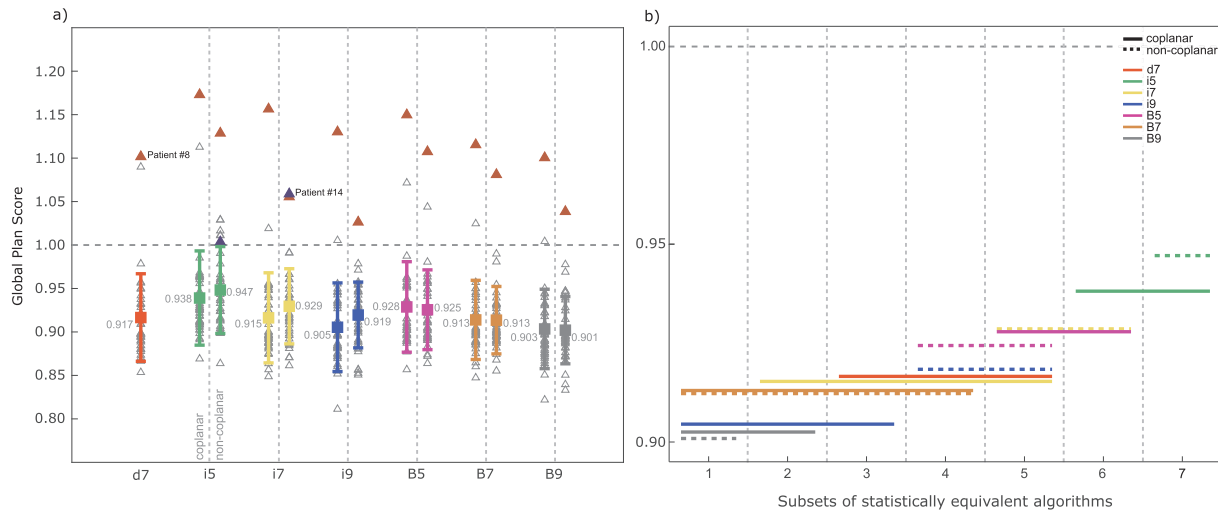 a)
Global Plan Score
1.20
1.15
1.10
1.05
1.00
0.95
0.90
0.85
0.80
Patient #8
Patient #14
0.917
0.938
0.947
0.915
0.929
0.905
0.919
0.928
0.925
0.913
0.913
0.903
0.901
coplanar
non-coplanar
d7
i5
i7
i9
B5
B7
B9
b)
1.00
0.95
0.90
coplanar
non-coplanar
d7
i5
i7
i9
B5
B7
B9
1
2
3
4
5
6
7
Subsets of statistically equivalent algorithms